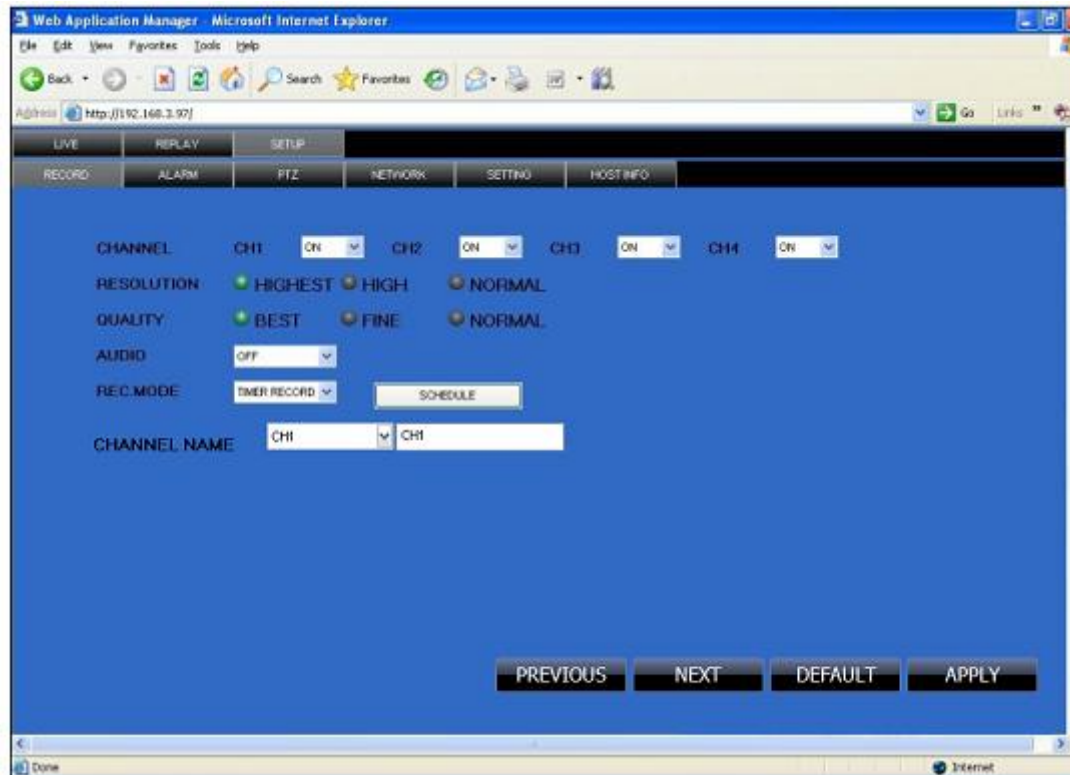 Web Application Manager - Microsoft Internet Explorer
File Edit View Favorites Tools Help
Back Search Favorites
Address http://192.168.3.97/ Go Links »
LIVE REPLAY SETUP
RECORD ALARM PTZ NETWORK SETTING HOST INFO
CHANNEL CH1 ON CH2 ON CH3 ON CH4 ON
RESOLUTION HIGHEST HIGH NORMAL
QUALITY BEST FINE NORMAL
AUDIO OFF
REC.MODE TIMER RECORD SCHEDULE
CHANNEL NAME CH1 CH1
PREVIOUS NEXT DEFAULT APPLY
Done Internet